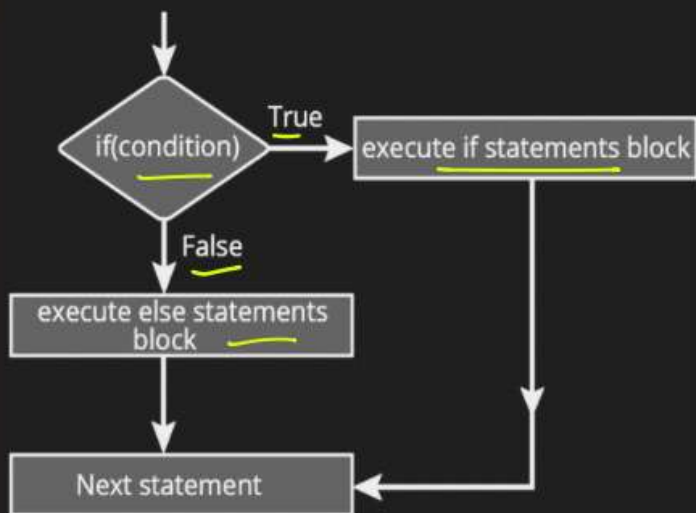 if(condition)
True
execute if statements block
False
execute else statements
block
Next statement